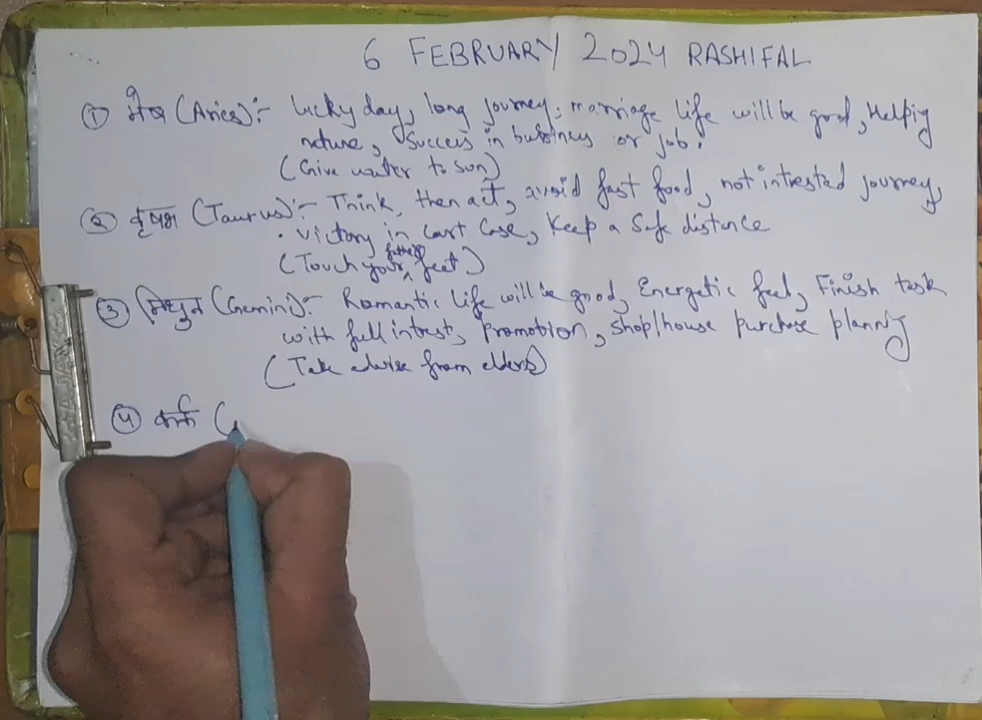 6 FEBRUARY 2024 RASHIFAL
① मेष (Aries):- Lucky day, long journey, marriage life will be good, Helping
nature, success in bussiness or job.
(Give water to sun)
② वृषभ (Taurus):- Think, then act, avoid fast food, not intrested journey,
· victory in court case, Keep a safe distance
(Touch your father feet)
③ मिथुन (Gemini):- Romantic life will be good, Energetic feel, Finish task
with full intrest, promotion, shop/house purchase planning
(Take advise from elders)
④ कर्क (